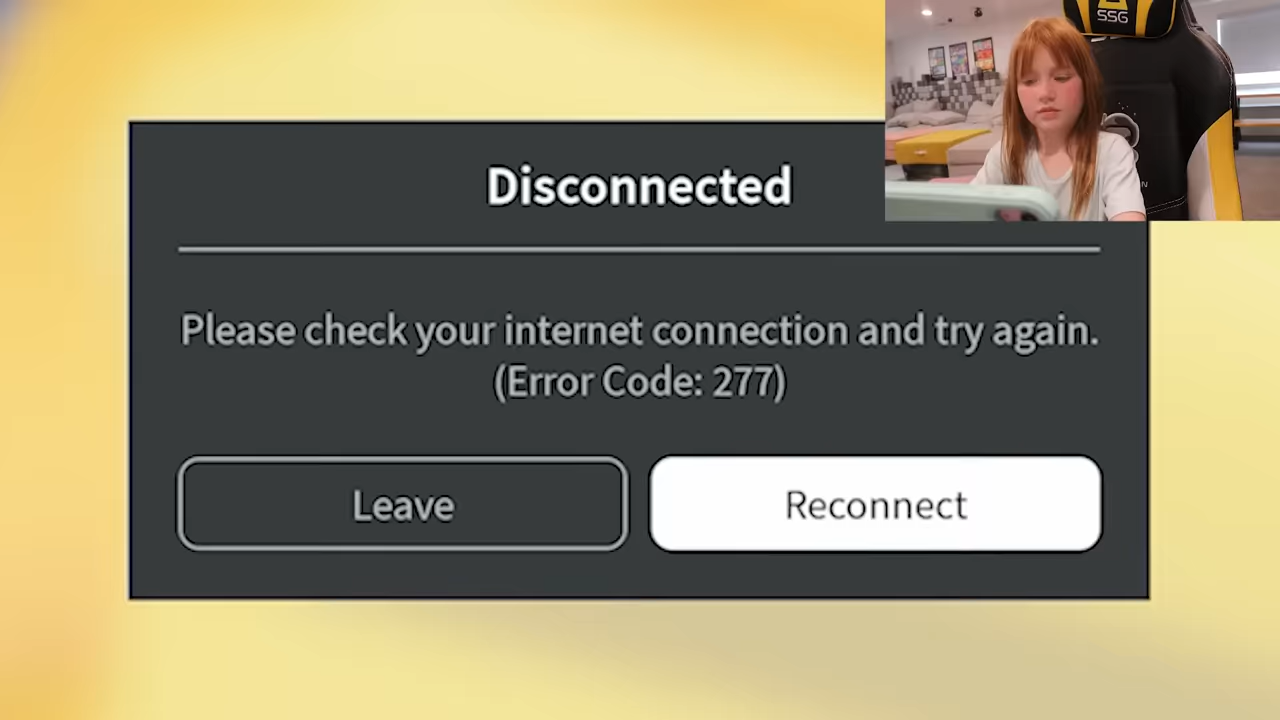 SSG
Disconnected
Please check your internet connection and try again.
(Error Code: 277)
Leave
Reconnect